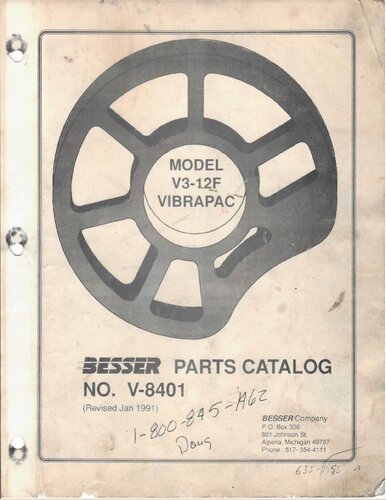 MODEL
V3-12F
VIBRAPAC
BESSER PARTS CATALOG
NO. V-8401
(Revised Jan 1991)
1-800-845-1462
Doug
BESSER Company
P.O. Box 336
801 Johnson St.
Alpena, Michigan 49707
Phone: 517-354-4111